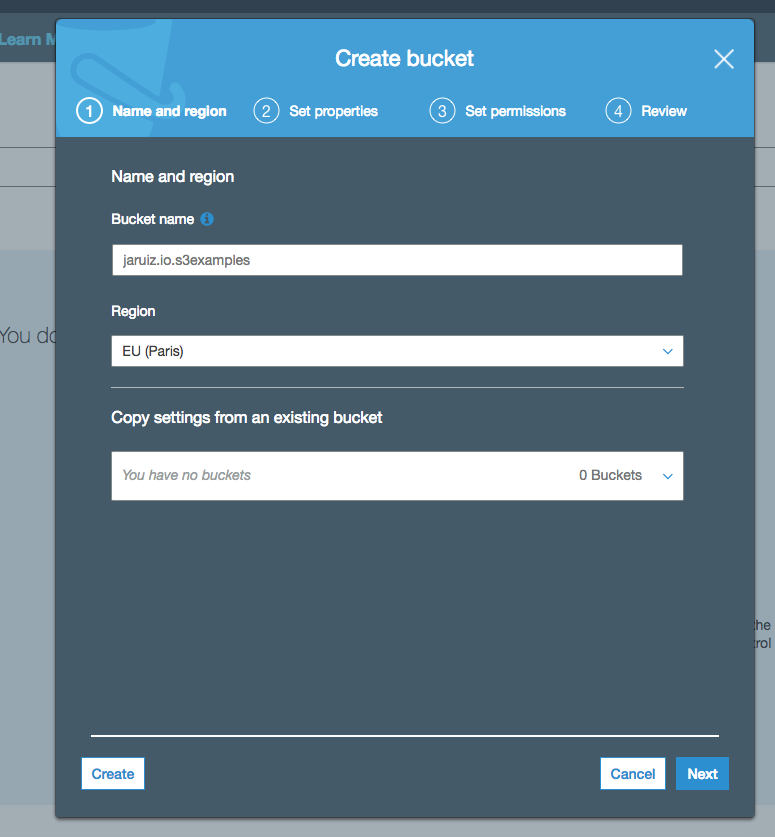 Learn M
Create bucket
1 Name and region 2 Set properties 3 Set permissions 4 Review
Name and region
Bucket name i
jaruiz.io.s3examples
Region
You do
EU (Paris)
Copy settings from an existing bucket
You have no buckets 0 Buckets
the
trol
Create Cancel Next